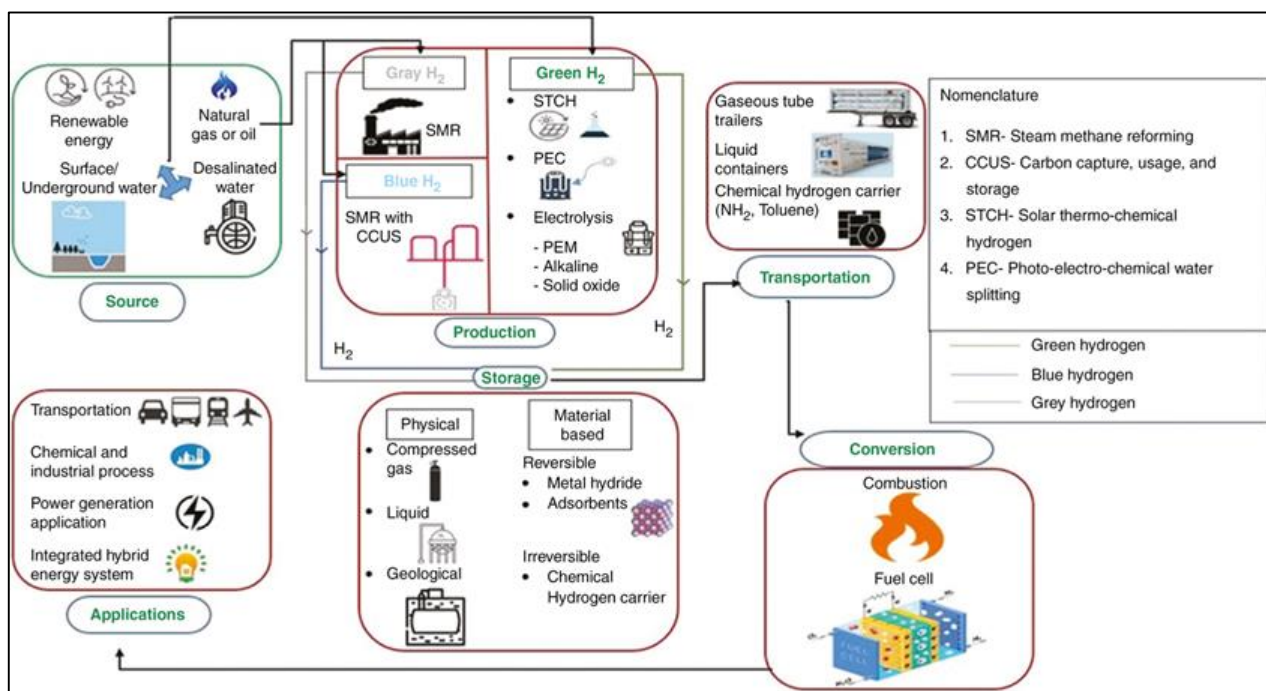 Renewable
energy
Natural
gas or oil
Surface/
Underground water
Desalinated
water
Source
Gray H₂
SMR
Blue H₂
SMR with
CCUS
Green H₂
• STCH
• PEC
• Electrolysis
- PEM
- Alkaline
- Solid oxide
Production
H₂
H₂
Storage
Gaseous tube
trailers
Liquid
containers
Chemical hydrogen carrier
(NH₂, Toluene)
Transportation
Nomenclature
1. SMR- Steam methane reforming
2. CCUS- Carbon capture, usage, and
storage
3. STCH- Solar thermo-chemical
hydrogen
4. PEC- Photo-electro-chemical water
splitting
Green hydrogen
Blue hydrogen
Grey hydrogen
Transportation
Chemical and
industrial process
Power generation
application
Integrated hybrid
energy system
Applications
Physical
• Compressed
gas
• Liquid
• Geological
Material
based
Reversible
• Metal hydride
• Adsorbents
Irreversible
• Chemical
Hydrogen carrier
Conversion
Combustion
Fuel cell
FUEL
CELL